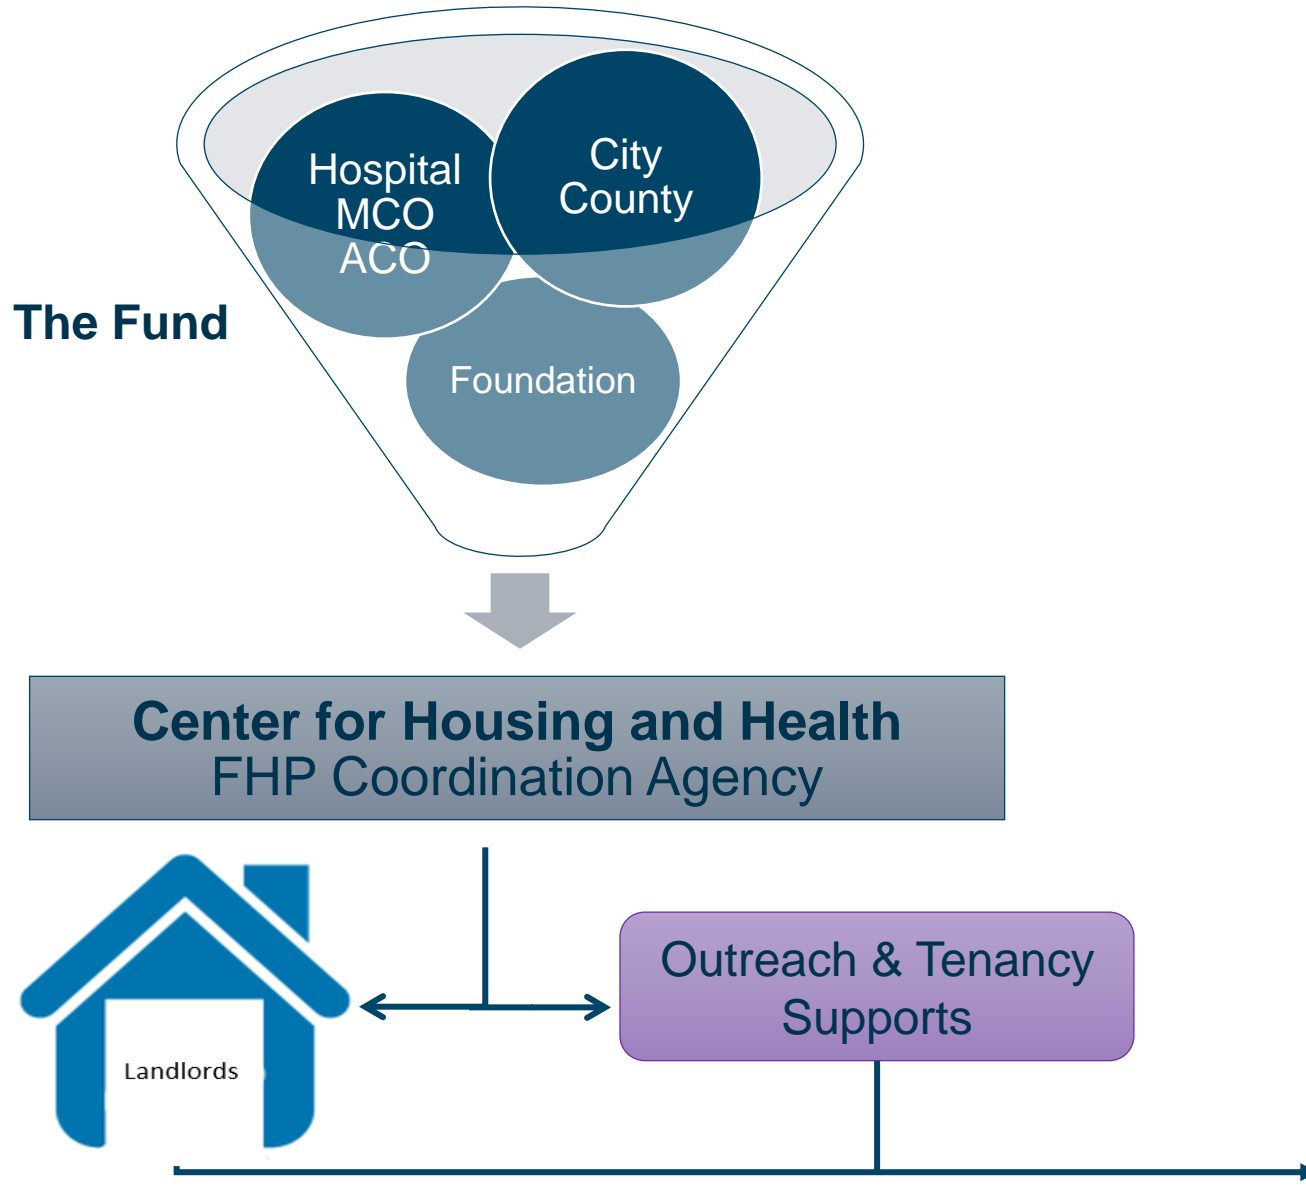 Hospital
MCO
ACO
City
County
The Fund
Foundation
Center for Housing and Health
FHP Coordination Agency
Landlords
Outreach & Tenancy
Supports